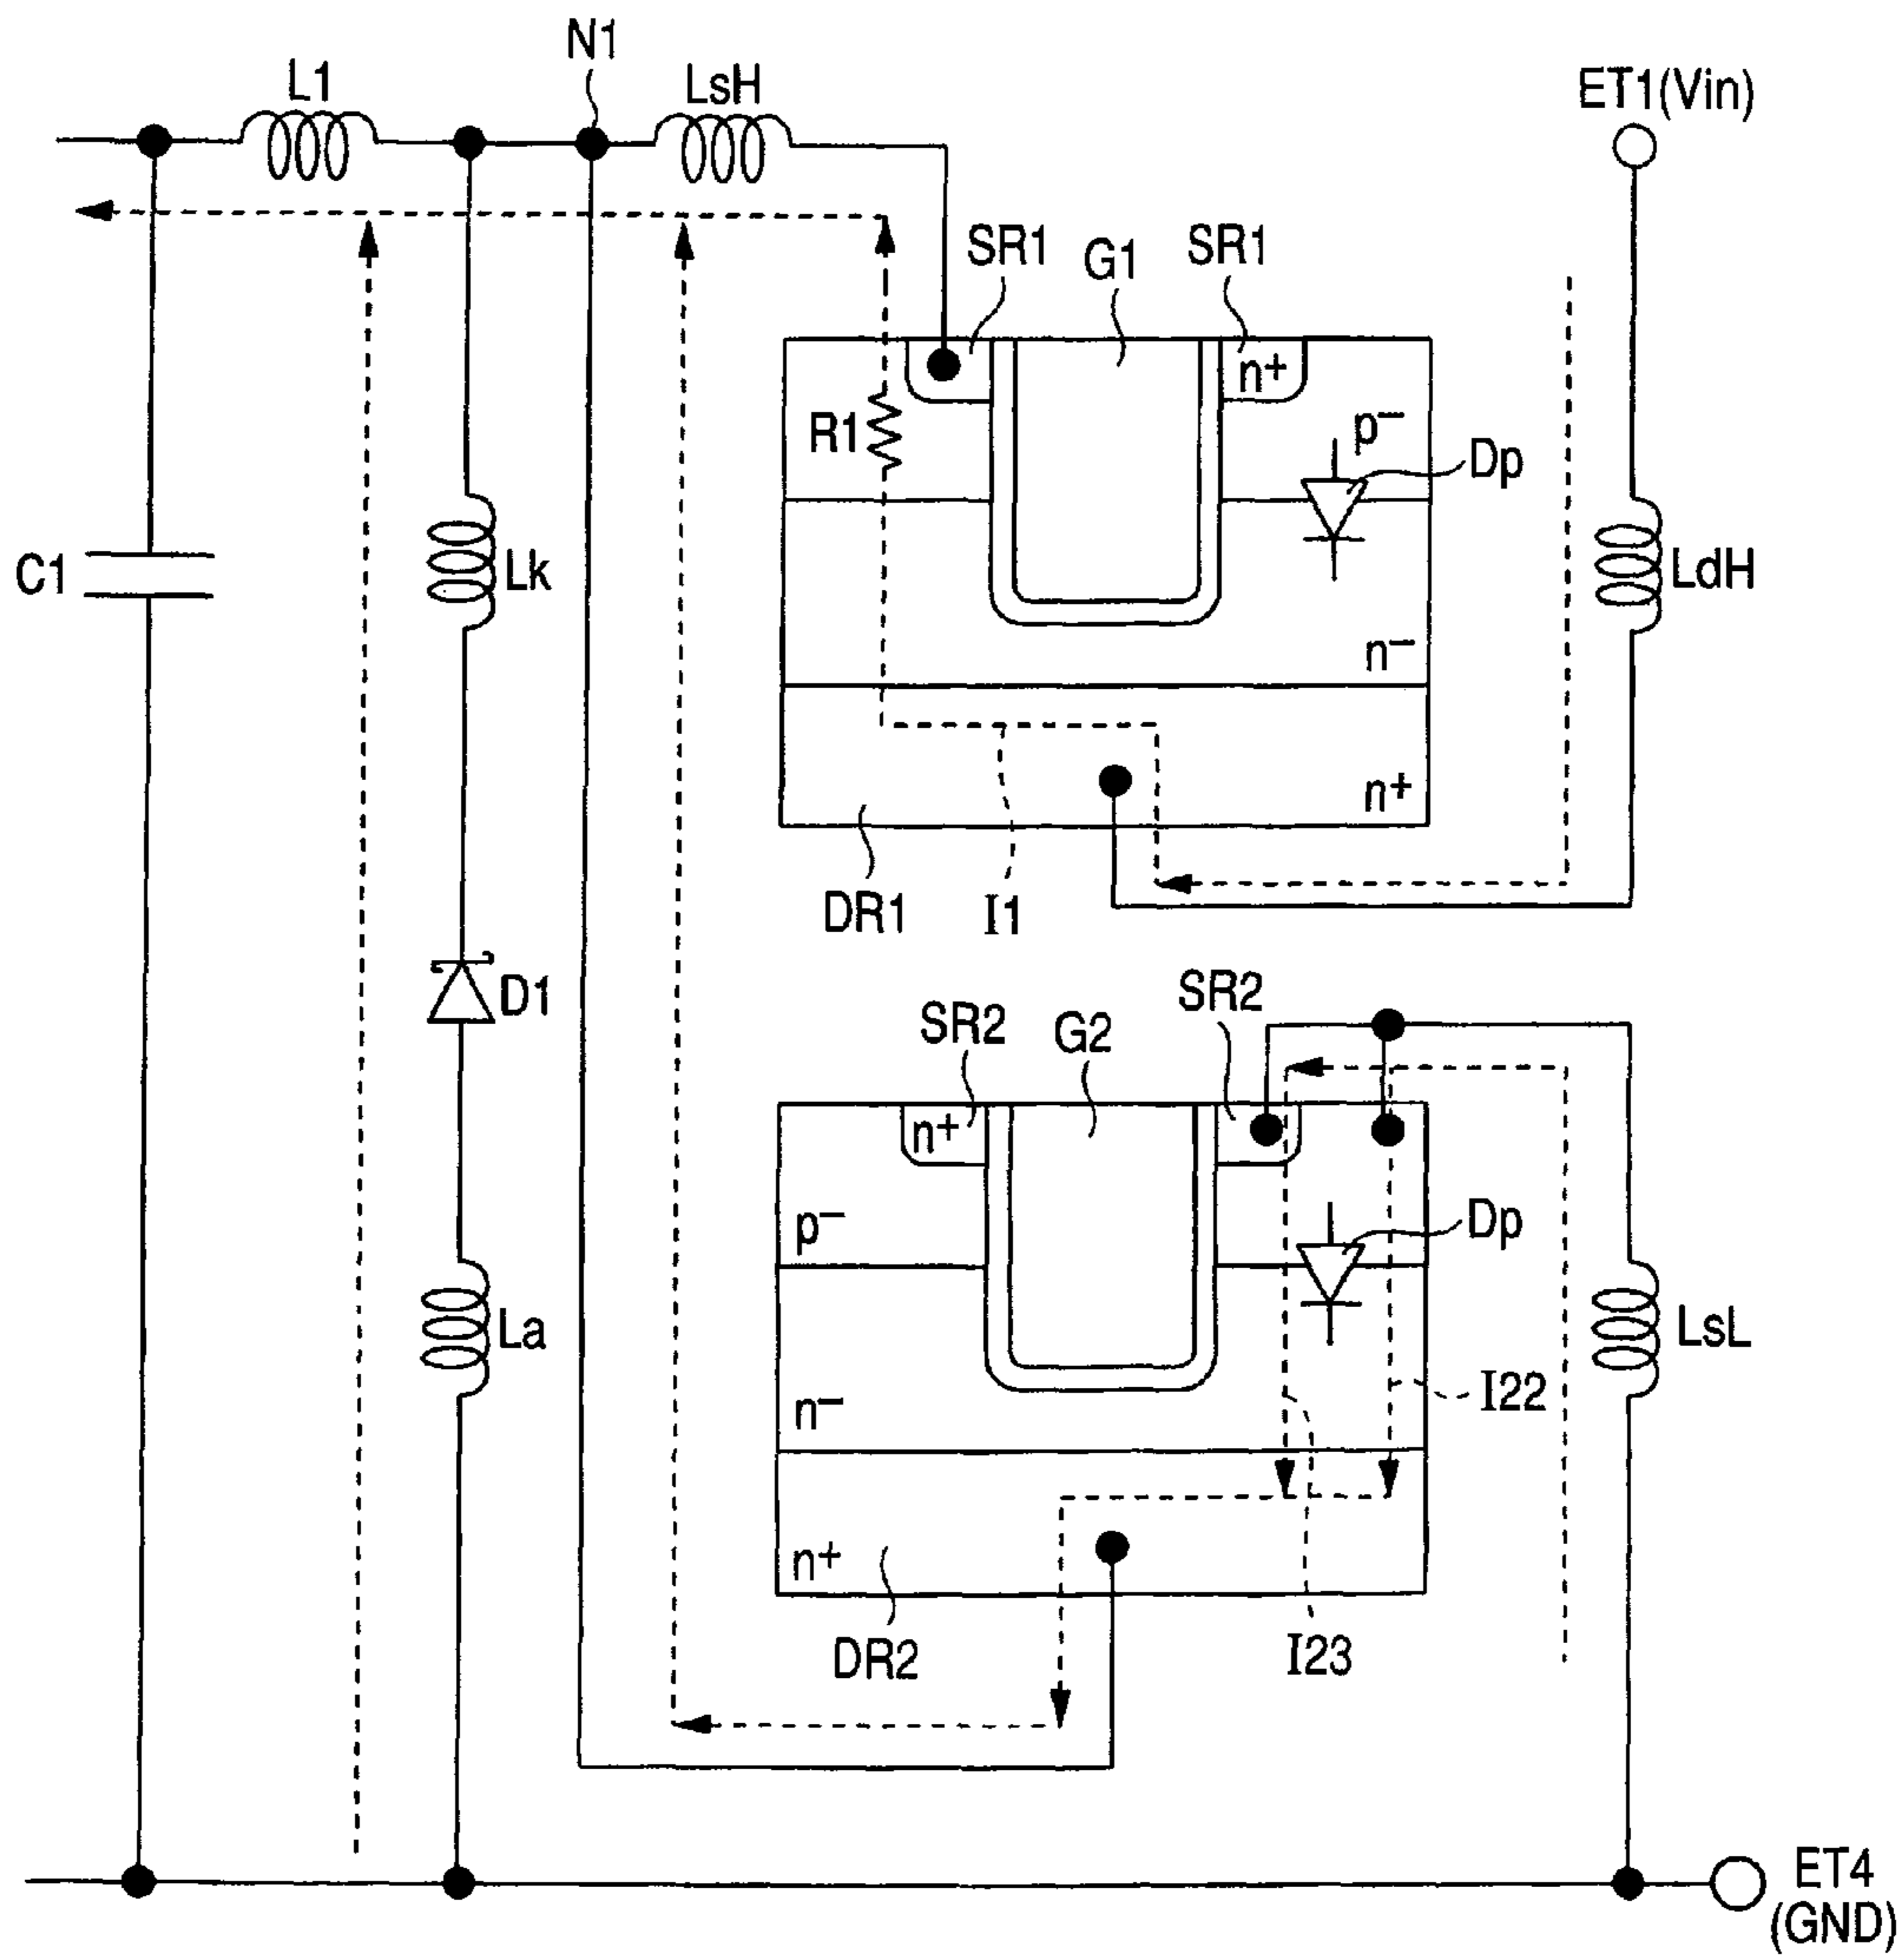 N1
L1
LsH
ET1(Vin)
SR1
G1
SR1
n+
R1
p−
Dp
C1
Lk
LdH
n−
n+
DR1
I1
D1
SR2
G2
SR2
n+
p−
Dp
La
LsL
n−
I22
n+
DR2
I23
ET4
(GND)